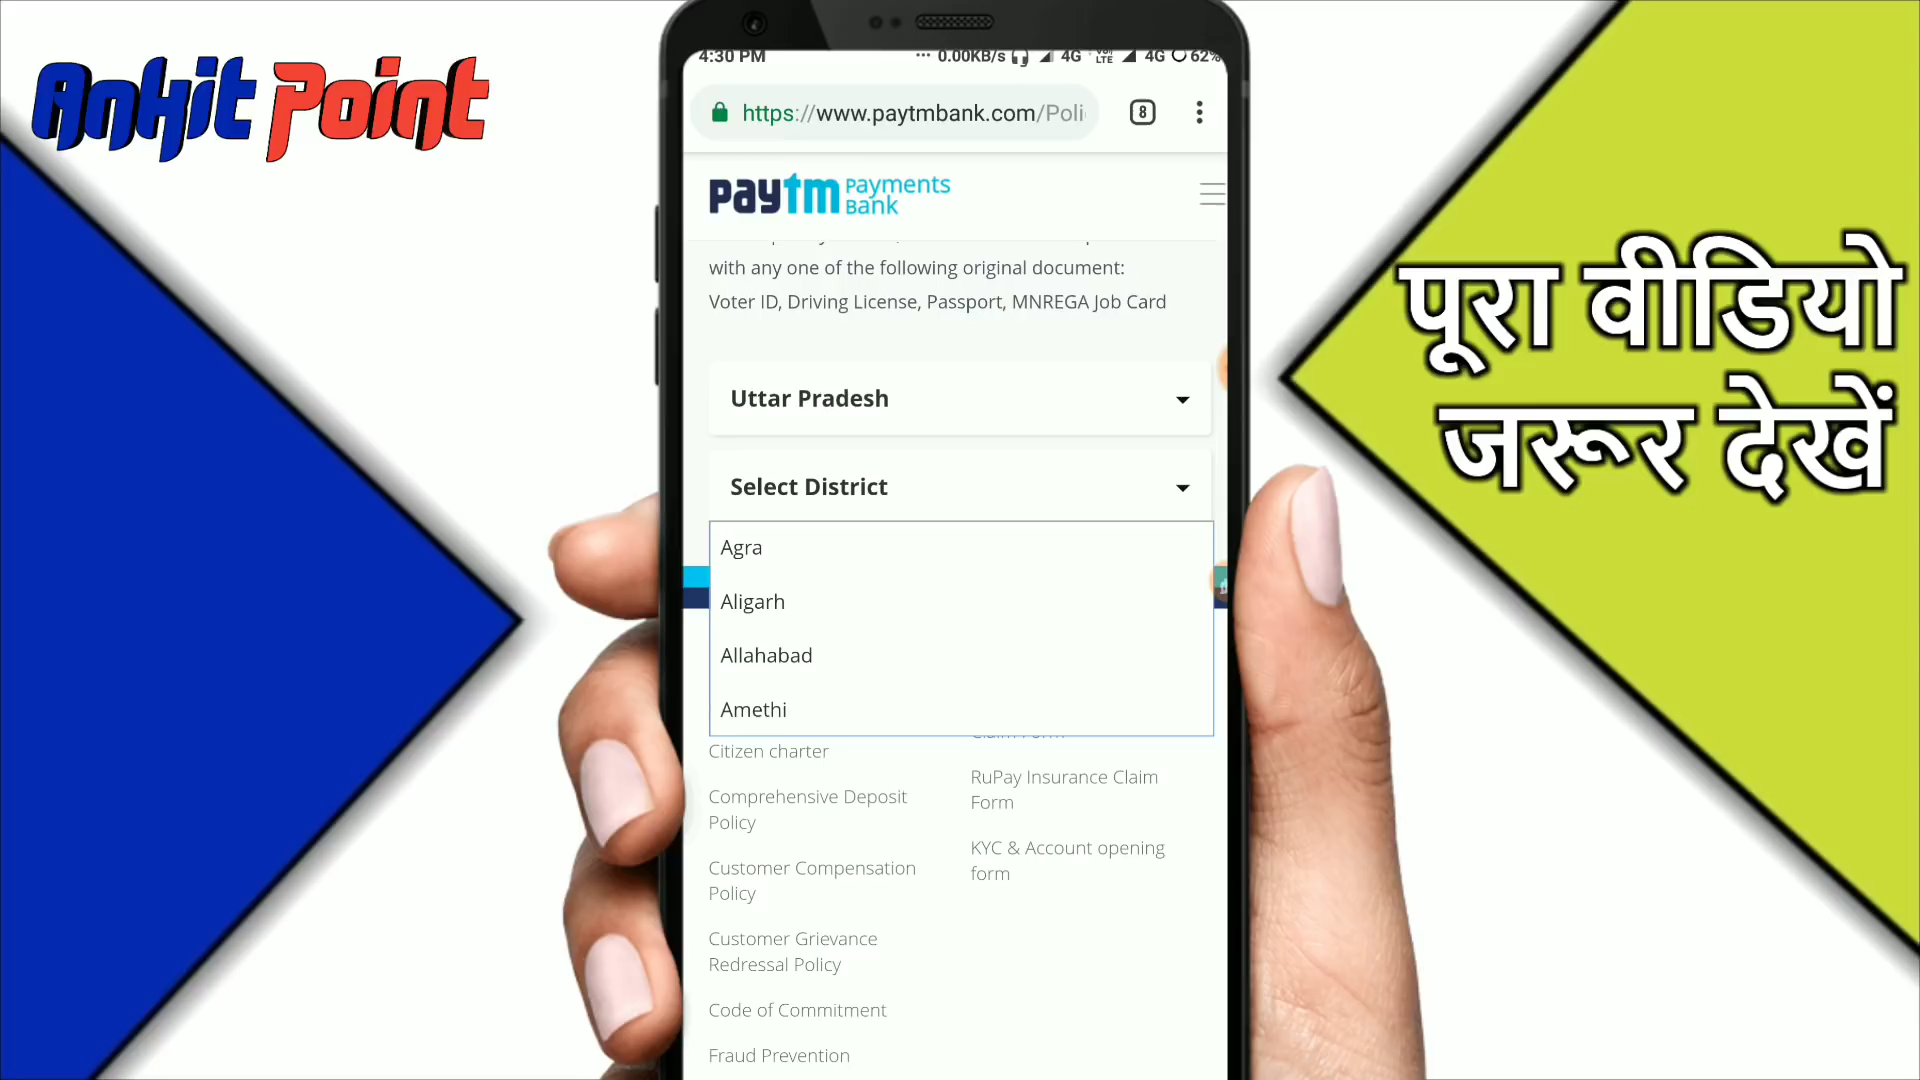 Ankit Point
4:30 PM
0.00KB/s 4G LTE 4G 62%
https://www.paytmbank.com/Poli
8
paytm Payments Bank
with any one of the following original document:
Voter ID, Driving License, Passport, MNREGA Job Card
Uttar Pradesh
Select District
Agra
Aligarh
Allahabad
Amethi
Citizen charter
Comprehensive Deposit
Policy
Customer Compensation
Policy
Customer Grievance
Redressal Policy
Code of Commitment
Fraud Prevention
RuPay Insurance Claim
Form
KYC & Account opening
form
पूरा वीडियो
जरूर देखें